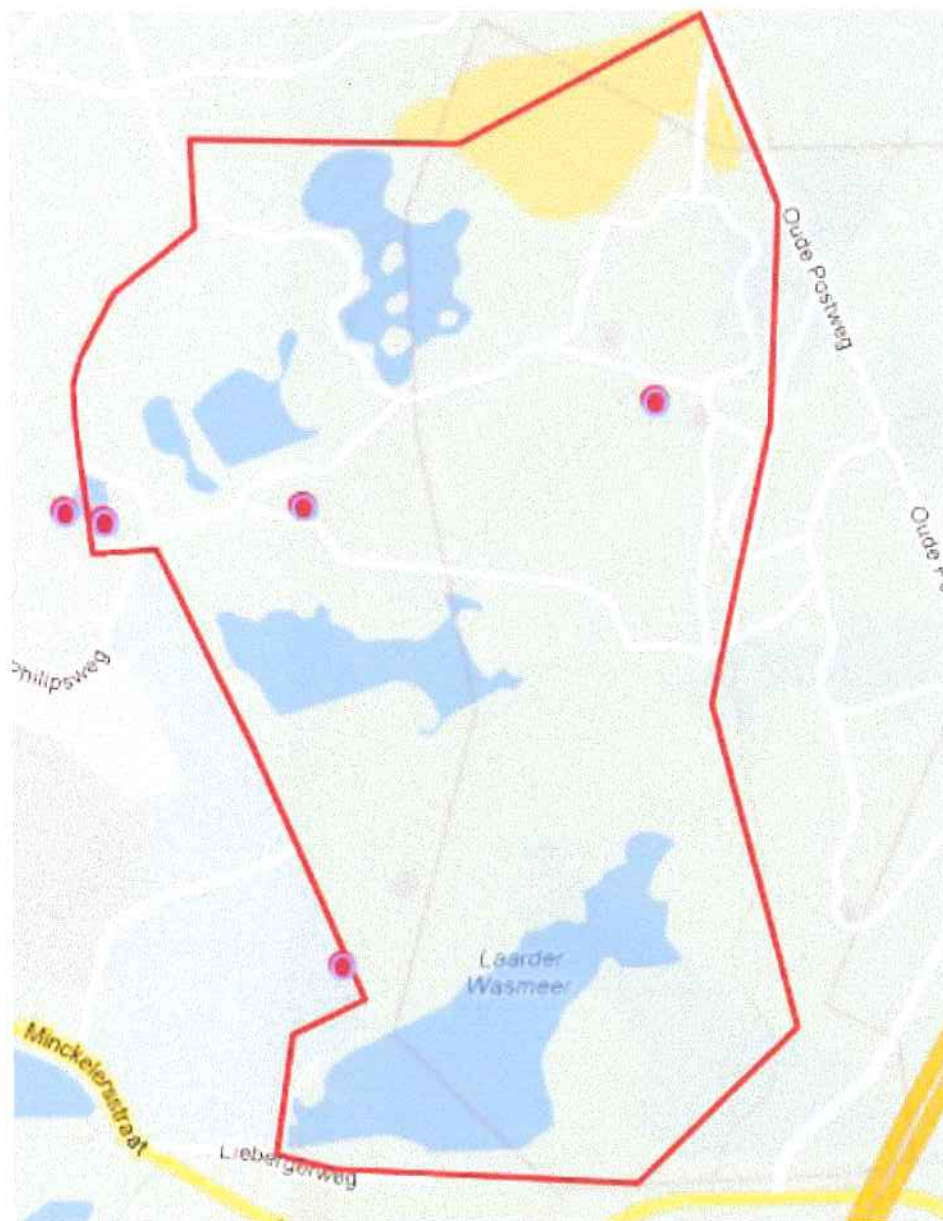 Oude Postweg
Oude
Philipsweg
Laarder
Wasmeer
Minckelersstraat
Liebergerweg